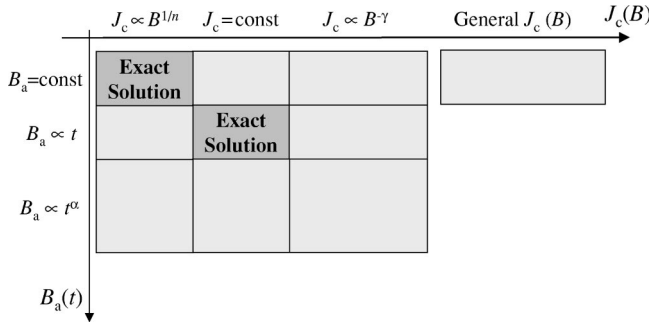 J_c ∝ B^{1/n} J_c = const J_c ∝ B^{-γ} General J_c (B) J_c(B)
B_a=const Exact Solution
B_a ∝ t Exact Solution
B_a ∝ t^α
B_a(t)